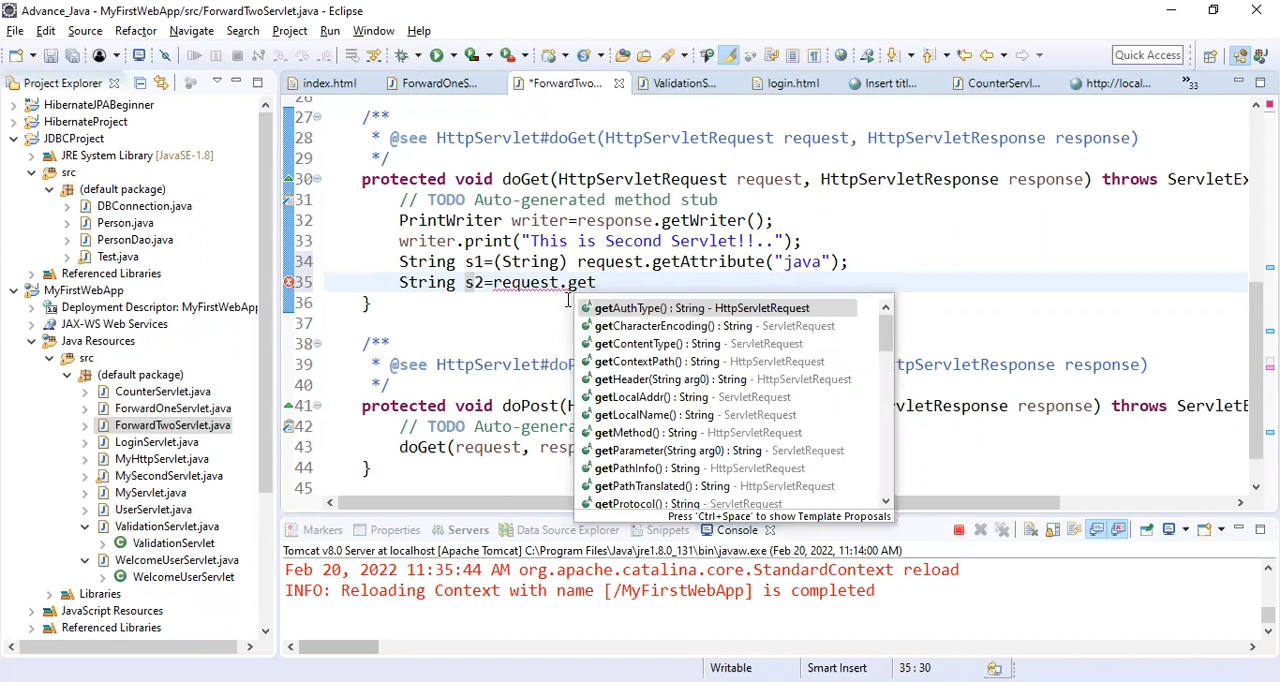 Advance_Java - MyFirstWebApp/src/ForwardTwoServlet.java - Eclipse
File Edit Source Refactor Navigate Search Project Run Window Help
Quick Access
Project Explorer
index.html ForwardOneS... *ForwardTwo... ValidationS... login.html Insert titl... CounterServl... http://local... »33
HibernateJPABeginner
HibernateProject
JDBCProject
JRE System Library [JavaSE-1.8]
src
(default package)
DBConnection.java
Person.java
PersonDao.java
Test.java
Referenced Libraries
MyFirstWebApp
Deployment Descriptor: MyFirstWebApp
JAX-WS Web Services
Java Resources
src
(default package)
CounterServlet.java
ForwardOneServlet.java
ForwardTwoServlet.java
LoginServlet.java
MyHttpServlet.java
MySecondServlet.java
MyServlet.java
UserServlet.java
ValidationServlet.java
ValidationServlet
WelcomeUserServlet.java
WelcomeUserServlet
Libraries
JavaScript Resources
Referenced Libraries
26
27 /**
28 * @see HttpServlet#doGet(HttpServletRequest request, HttpServletResponse response)
29 */
30 protected void doGet(HttpServletRequest request, HttpServletResponse response) throws ServletEx
31 // TODO Auto-generated method stub
32 PrintWriter writer=response.getWriter();
33 writer.print("This is Second Servlet!!..");
34 String s1=(String) request.getAttribute("java");
35 String s2=request.get
36 }
37
38 /**
39 * @see HttpServlet#doP
40 */
41 protected void doPost(H
42 // TODO Auto-genera
43 doGet(request, resp
44 }
45
getAuthType() : String - HttpServletRequest
getCharacterEncoding() : String - ServletRequest
getContentType() : String - ServletRequest
getContextPath() : String - HttpServletRequest
getHeader(String arg0) : String - HttpServletRequest
getLocalAddr() : String - ServletRequest
getLocalName() : String - ServletRequest
getMethod() : String - HttpServletRequest
getParameter(String arg0) : String - ServletRequest
getPathInfo() : String - HttpServletRequest
getPathTranslated() : String - HttpServletRequest
getProtocol() : String - ServletRequest
Press 'Ctrl+Space' to show Template Proposals
vletResponse response)
rvletResponse response) throws ServletE
Markers Properties Servers Data Source Explorer Snippets Console
Tomcat v8.0 Server at localhost [Apache Tomcat] C:\Program Files\Java\jre1.8.0_131\bin\javaw.exe (Feb 20, 2022, 11:14:00 AM)
Feb 20, 2022 11:35:44 AM org.apache.catalina.core.StandardContext reload
INFO: Reloading Context with name [/MyFirstWebApp] is completed
Writable Smart Insert 35 : 30